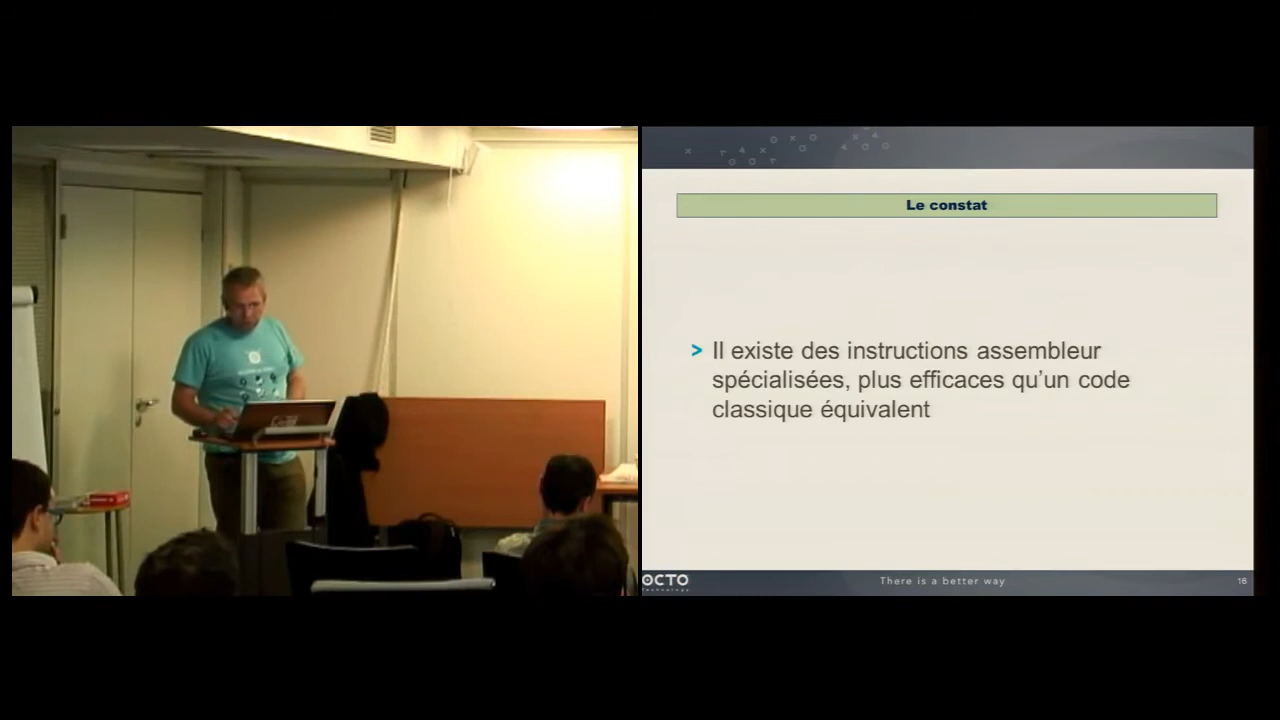 Le constat
> Il existe des instructions assembleur
spécialisées, plus efficaces qu’un code
classique équivalent
OCTO
Technology
There is a better way
16